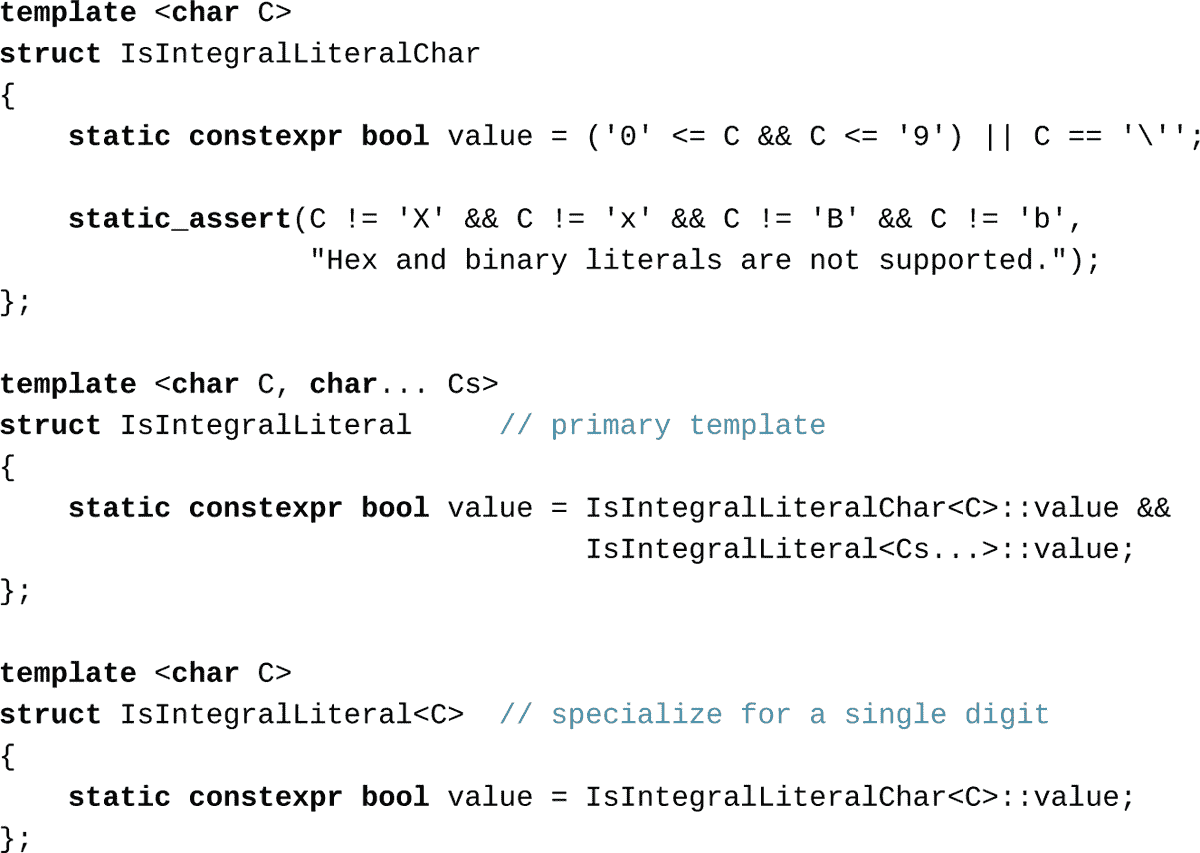 template <char C>
struct IsIntegralLiteralChar
{
    static constexpr bool value = ('0' <= C && C <= '9') || C == '\'';

    static_assert(C != 'X' && C != 'x' && C != 'B' && C != 'b',
                  "Hex and binary literals are not supported.");
};

template <char C, char... Cs>
struct IsIntegralLiteral     // primary template
{
    static constexpr bool value = IsIntegralLiteralChar<C>::value &&
                                  IsIntegralLiteral<Cs...>::value;
};

template <char C>
struct IsIntegralLiteral<C>  // specialize for a single digit
{
    static constexpr bool value = IsIntegralLiteralChar<C>::value;
};